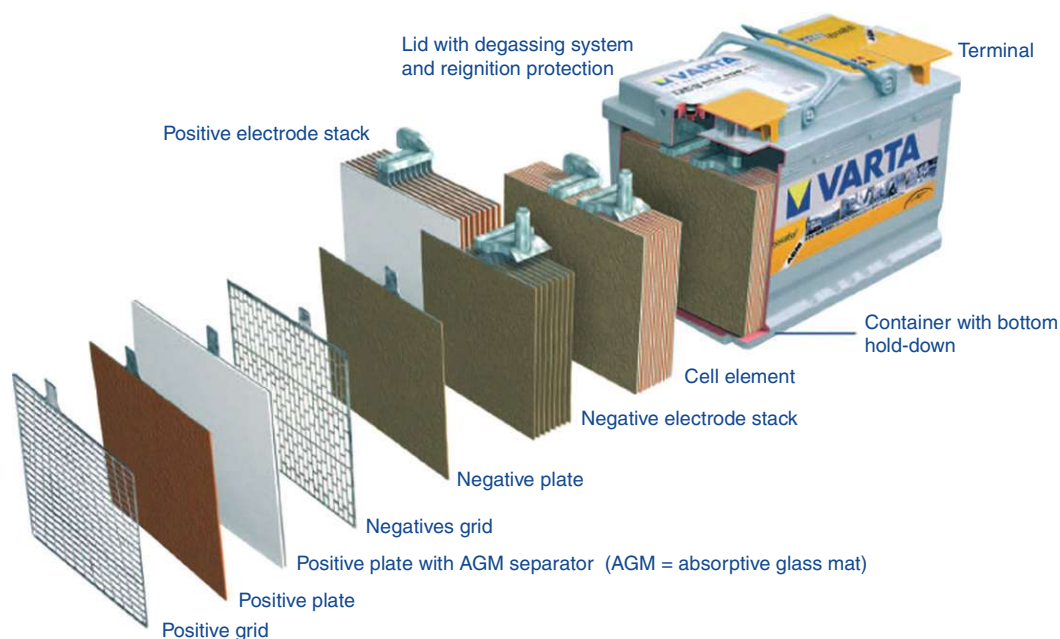 Lid with degassing system
and reignition protection
Terminal
VARTA
Positive electrode stack
VARTA
AGM
Container with bottom
hold-down
Cell element
Negative electrode stack
Negative plate
Negatives grid
Positive plate with AGM separator (AGM = absorptive glass mat)
Positive plate
Positive grid